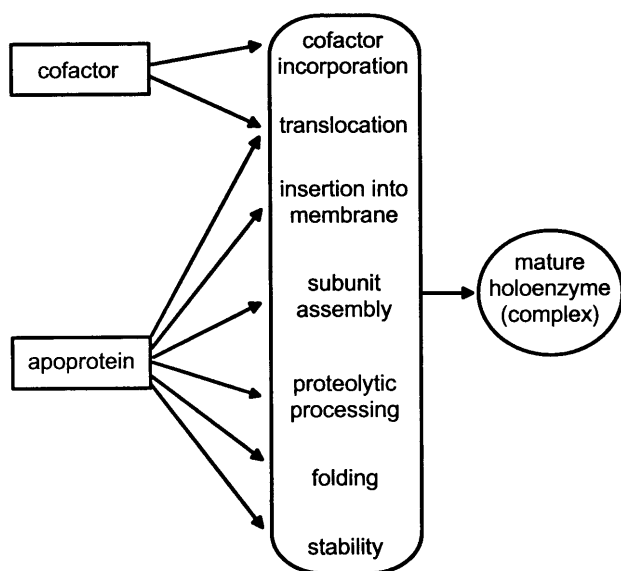 cofactor
apoprotein
cofactor
incorporation
translocation
insertion into
membrane
subunit
assembly
proteolytic
processing
folding
stability
mature
holoenzyme
(complex)